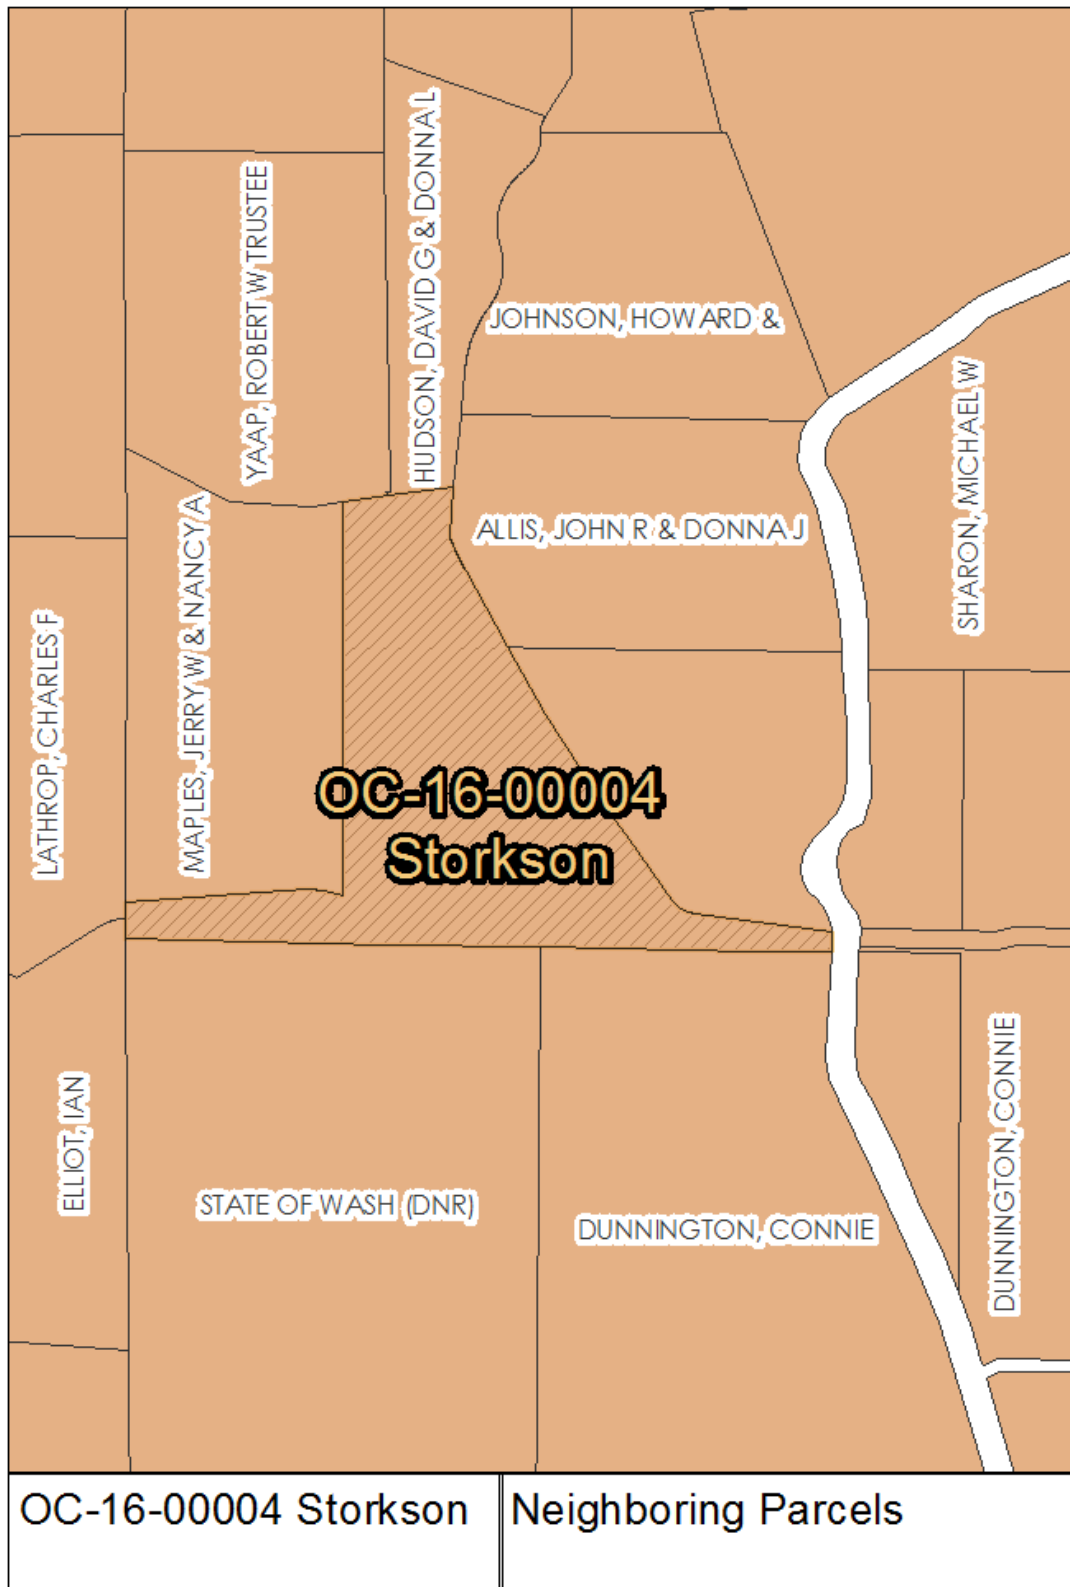 YAAP, ROBERT W TRUSTEE
HUDSON, DAVID G & DONNA L
JOHNSON, HOWARD &
SHARON, MICHAEL W
ALLIS, JOHN R & DONNA J
MAPLES, JERRY W & NANCY A
LATHROP, CHARLES F
OC-16-00004
Storkson
ELLIOT, IAN
STATE OF WASH (DNR)
DUNNINGTON, CONNIE
DUNNINGTON, CONNIE
OC-16-00004 Storkson
Neighboring Parcels